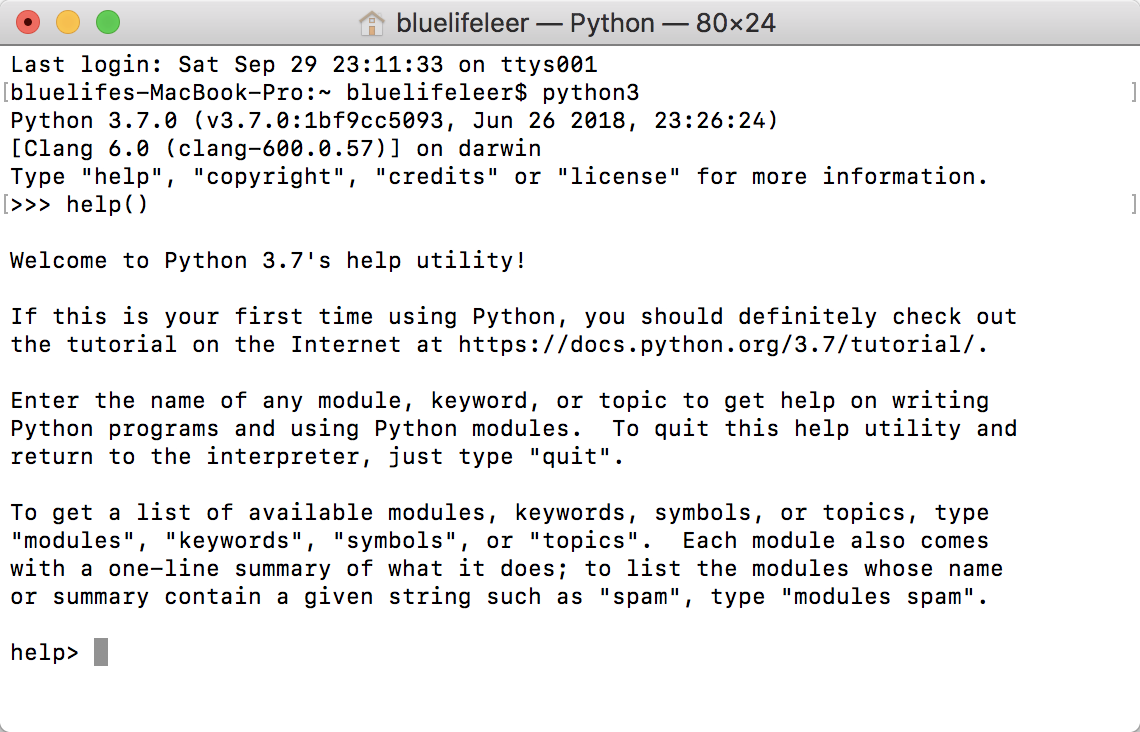 bluelifeleer — Python — 80×24
Last login: Sat Sep 29 23:11:33 on ttys001
[bluelifes-MacBook-Pro:~ bluelifeleer$ python3 ]
Python 3.7.0 (v3.7.0:1bf9cc5093, Jun 26 2018, 23:26:24)
[Clang 6.0 (clang-600.0.57)] on darwin
Type "help", "copyright", "credits" or "license" for more information.
[>>> help() ]
Welcome to Python 3.7's help utility!
If this is your first time using Python, you should definitely check out
the tutorial on the Internet at https://docs.python.org/3.7/tutorial/.
Enter the name of any module, keyword, or topic to get help on writing
Python programs and using Python modules.  To quit this help utility and
return to the interpreter, just type "quit".
To get a list of available modules, keywords, symbols, or topics, type
"modules", "keywords", "symbols", or "topics".  Each module also comes
with a one-line summary of what it does; to list the modules whose name
or summary contain a given string such as "spam", type "modules spam".
help>